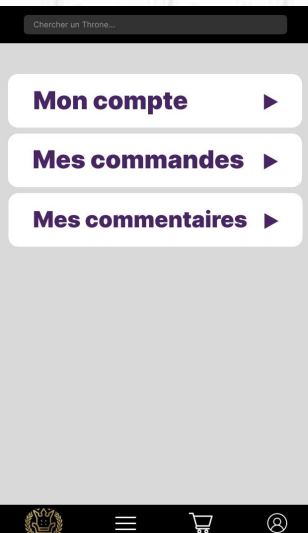 Chercher un Throne...
Mon compte
Mes commandes
Mes commentaires